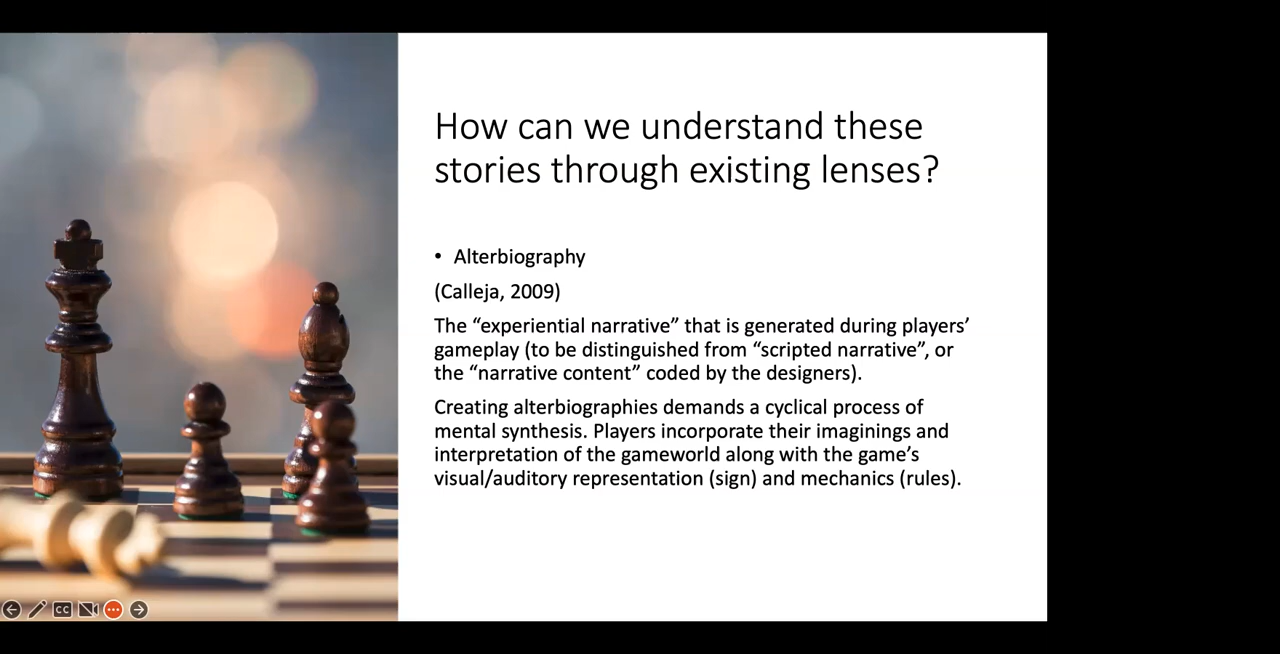 How can we understand these
stories through existing lenses?
• Alterbiography
(Calleja, 2009)
The “experiential narrative” that is generated during players’
gameplay (to be distinguished from “scripted narrative”, or
the “narrative content” coded by the designers).
Creating alterbiographies demands a cyclical process of
mental synthesis. Players incorporate their imaginings and
interpretation of the gameworld along with the game’s
visual/auditory representation (sign) and mechanics (rules).
CC